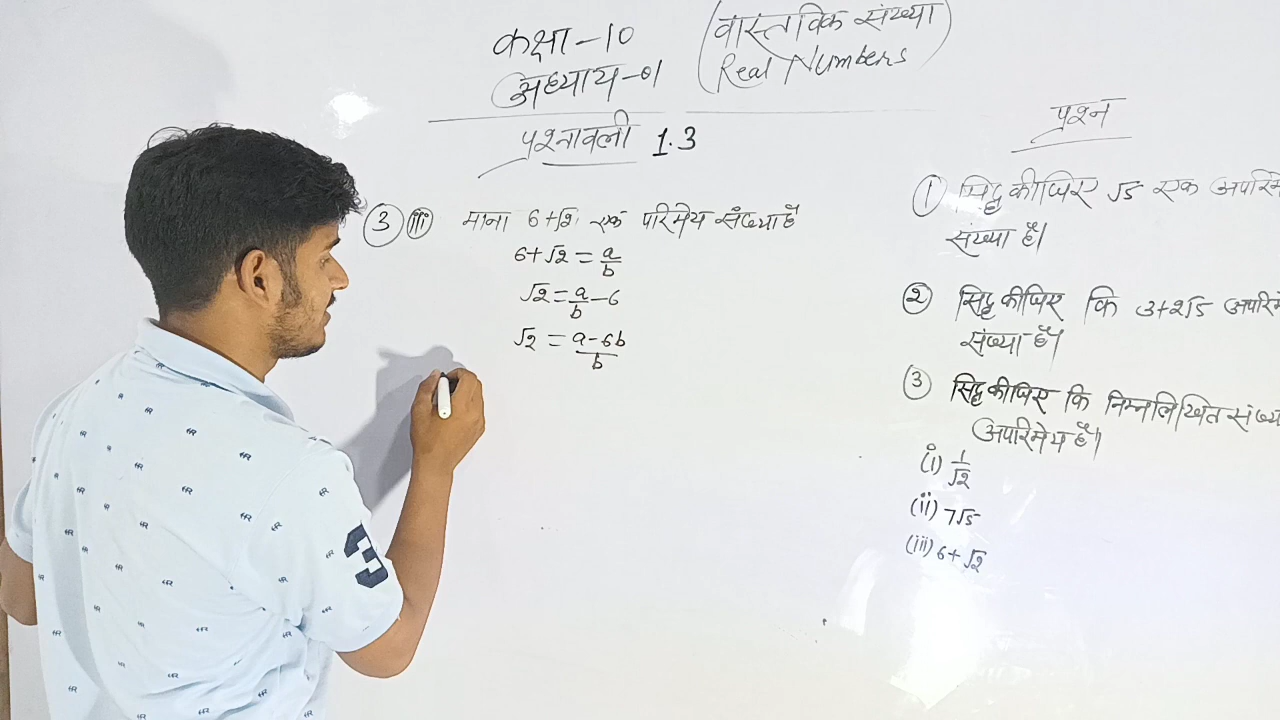 कक्षा-10
अध्याय-01
(वास्तविक संख्या)
Real Numbers
प्रश्नावली 1.3
③ (iii) माना 6+√2 एक परिमेय संख्या है
6+√2 = a/b
√2 = a/b - 6
√2 = a-6b/b
प्रश्न
① सिद्ध कीजिए √5 एक
संख्या है।
② सिद्ध कीजिए कि 3+2√5
संख्या है।
③ सिद्ध कीजिए कि निम्नलिखित
अपरिमेय है।
(i) 1/√2
(ii) 7√5
(iii) 6+√2
3